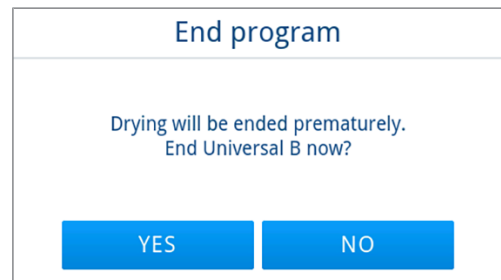 End program
Drying will be ended prematurely.
End Universal B now?
YES
NO